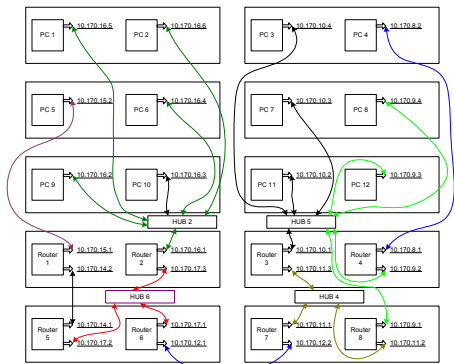 PC 1 10.170.16.5 PC 2 10.170.16.6 PC 3 10.170.10.4 PC 4 10.170.8.2
PC 5 10.170.15.2 PC 6 10.170.16.4 PC 7 10.170.10.3 PC 8 10.170.9.4
PC 9 10.170.16.2 PC 10 10.170.16.3 PC 11 10.170.10.2 PC 12 10.170.9.3
HUB 2 HUB 5
Router 1 10.170.15.1 Router 2 10.170.16.1 Router 3 10.170.10.1 Router 4 10.170.8.1
10.170.14.2 10.170.17.3 10.170.11.3 10.170.9.2
HUB 6 HUB 4
Router 5 10.170.14.1 Router 6 10.170.17.1 Router 7 10.170.11.1 Router 8 10.170.9.1
10.170.17.2 10.170.12.1 10.170.12.2 10.170.11.2